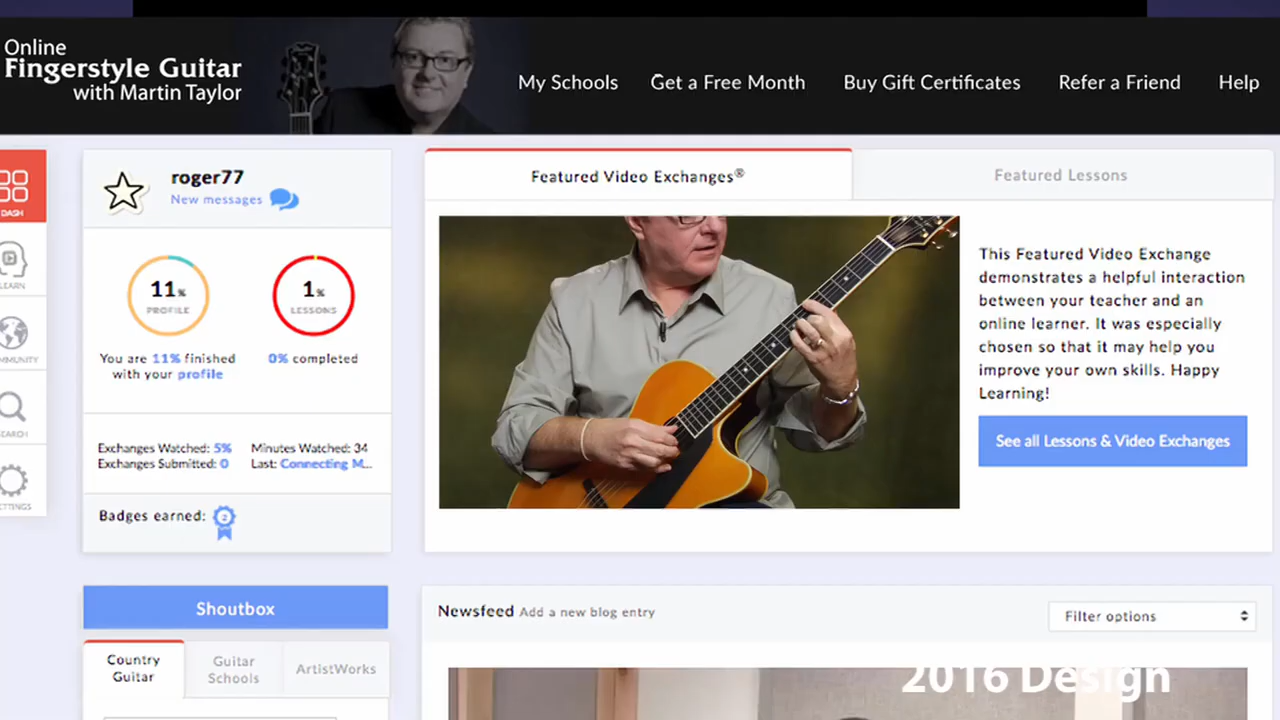 Online
Fingerstyle Guitar
with Martin Taylor
My Schools
Get a Free Month
Buy Gift Certificates
Refer a Friend
Help
DASH
LEARN
SEARCH
roger77
New messages
11%
PROFILE
You are 11% finished
with your profile
1%
LESSONS
0% completed
Exchanges Watched: 5%
Exchanges Submitted: 0
Minutes Watched: 34
Last: Connecting M...
Badges earned:
2
Shoutbox
Country
Guitar
Guitar
Schools
ArtistWorks
Featured Video Exchanges®
Featured Lessons
This Featured Video Exchange
demonstrates a helpful interaction
between your teacher and an
online learner. It was especially
chosen so that it may help you
improve your own skills. Happy
Learning!
See all Lessons & Video Exchanges
Newsfeed Add a new blog entry
Filter options
2016 Design